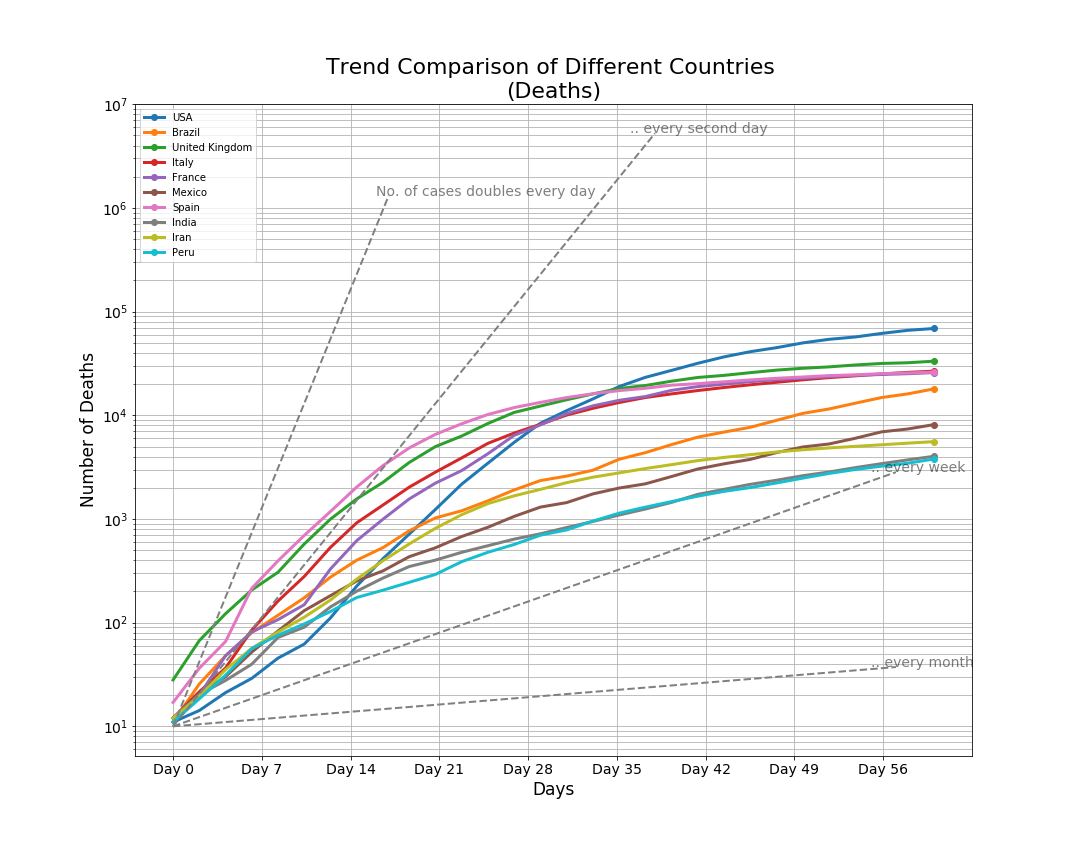 Trend Comparison of Different Countries
(Deaths)
Number of Deaths
10^7
10^6
10^5
10^4
10^3
10^2
10^1
USA
Brazil
United Kingdom
Italy
France
Mexico
Spain
India
Iran
Peru
.. every second day
No. of cases doubles every day
.. every week
.. every month
Day 0 Day 7 Day 14 Day 21 Day 28 Day 35 Day 42 Day 49 Day 56
Days